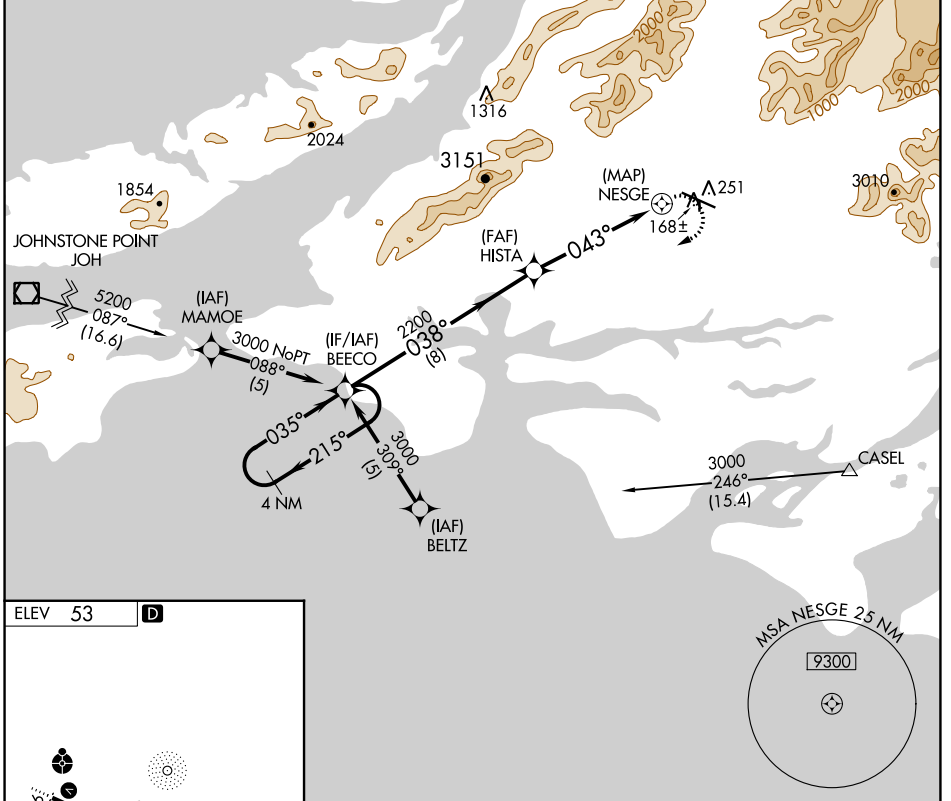 2000
1000
2000
1316
2024
3151
1854
(MAP)
NESGE
251
168±
3010
JOHNSTONE POINT
JOH
(FAF)
HISTA
043°
5200
087°
(16.6)
(IAF)
MAMOE
3000 NoPT
088°
(5)
(IF/IAF)
BEECO
2200
038°
(8)
035°
215°
4 NM
3000
309°
(5)
(IAF)
BELTZ
CASEL
3000
246°
(15.4)
ELEV 53
D
MSA NESGE 25 NM
9300